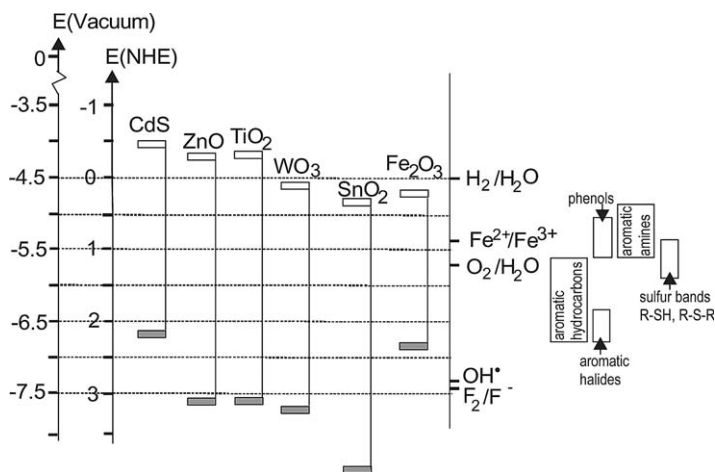 E(Vacuum)
E(NHE)
0
-3.5
-4.5
-5.5
-6.5
-7.5
-1
0
1
2
3
CdS
ZnO
TiO2
WO3
SnO2
Fe2O3
H2/H2O
Fe2+/Fe3+
O2/H2O
OH•
F2/F-
phenols
aromatic
amines
aromatic
hydrocarbons
sulfur bands
R-SH, R-S-R
aromatic
halides